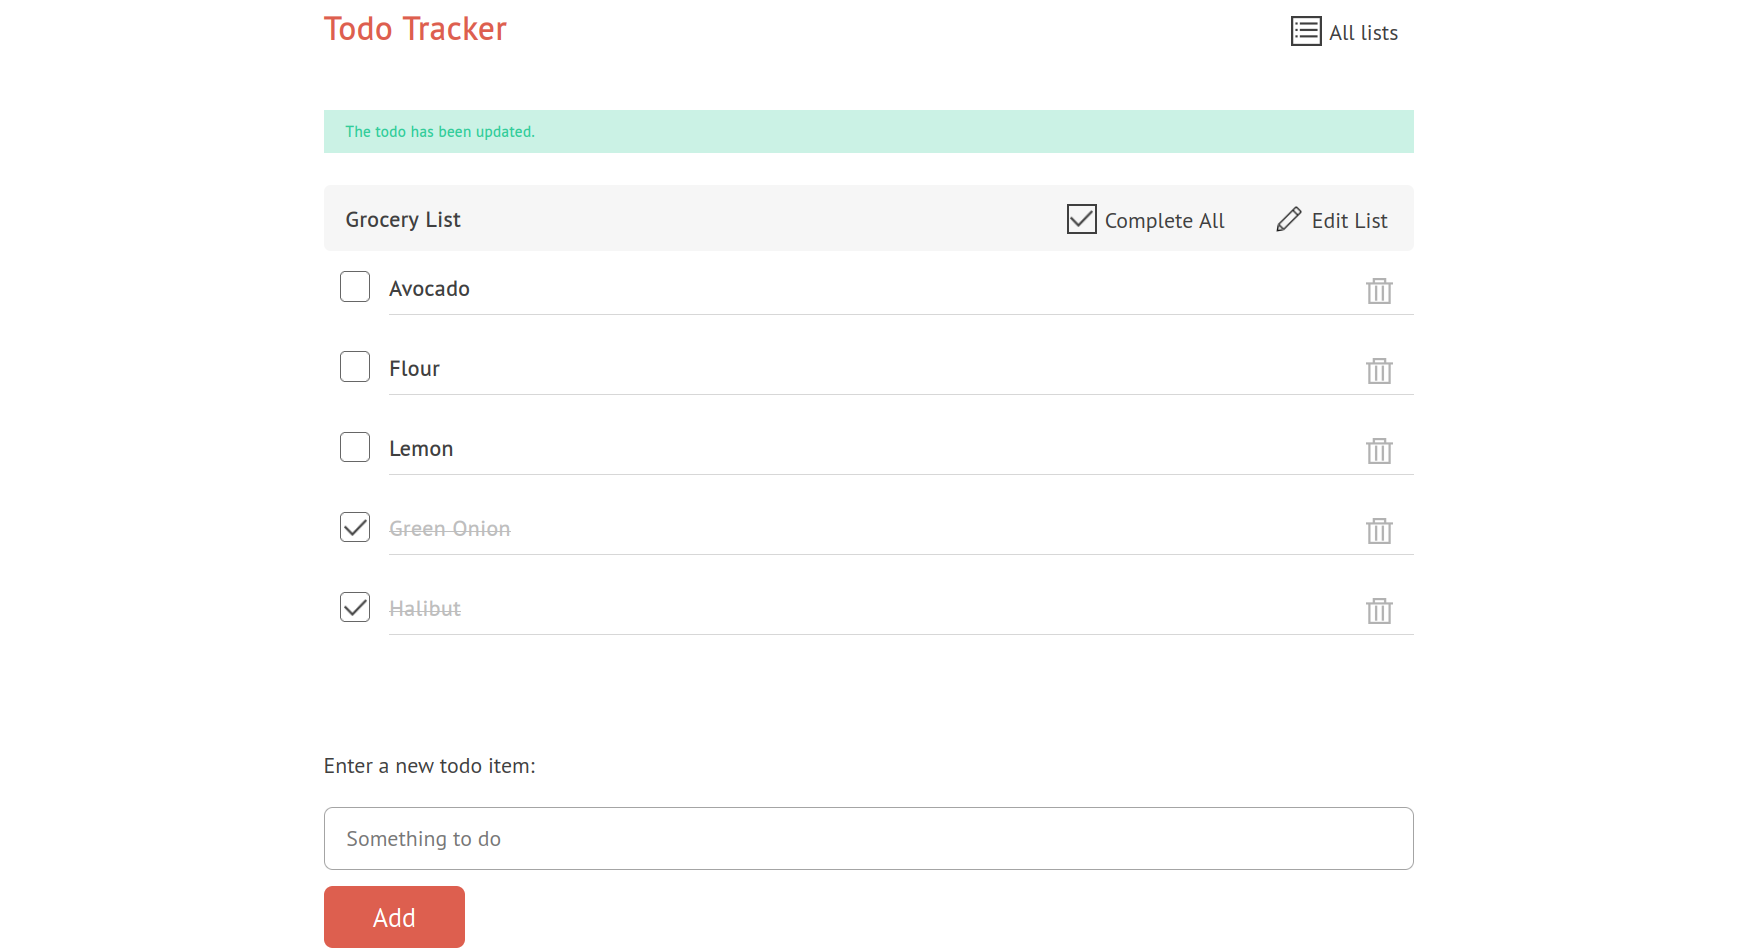 Todo Tracker
All lists
The todo has been updated.
Grocery List
Complete All
Edit List
Avocado
Flour
Lemon
Green Onion
Halibut
Enter a new todo item:
Something to do
Add